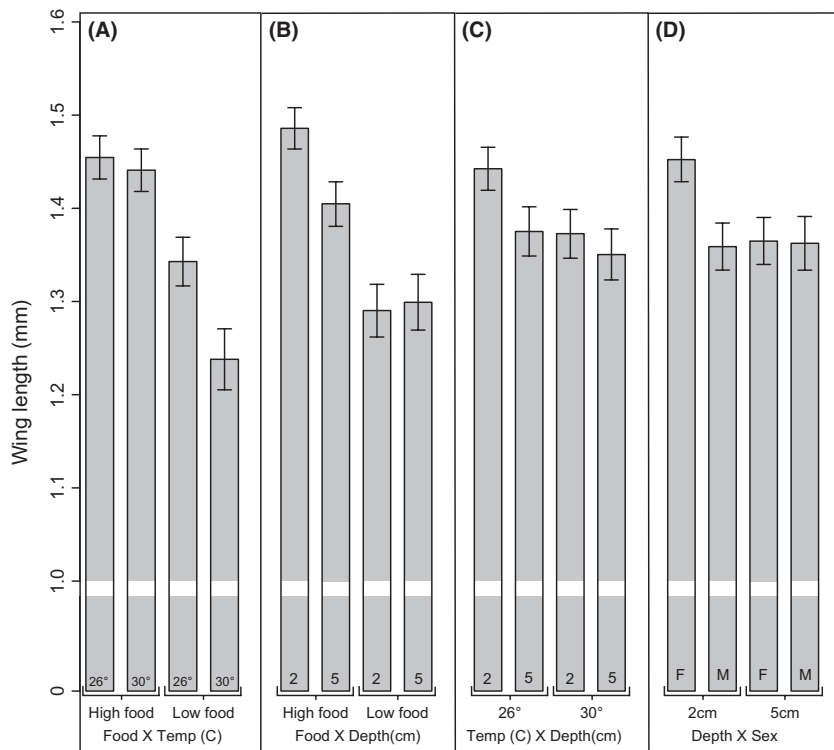 (A) (B) (C) (D)
Wing length (mm)
1.6
1.5
1.4
1.3
1.2
1.1
1.0
0
26° 30° 26° 30° 2 5 2 5 2 5 2 5 F M F M
High food Low food High food Low food 26° 30° 2cm 5cm
Food X Temp (C) Food X Depth(cm) Temp (C) X Depth(cm) Depth X Sex